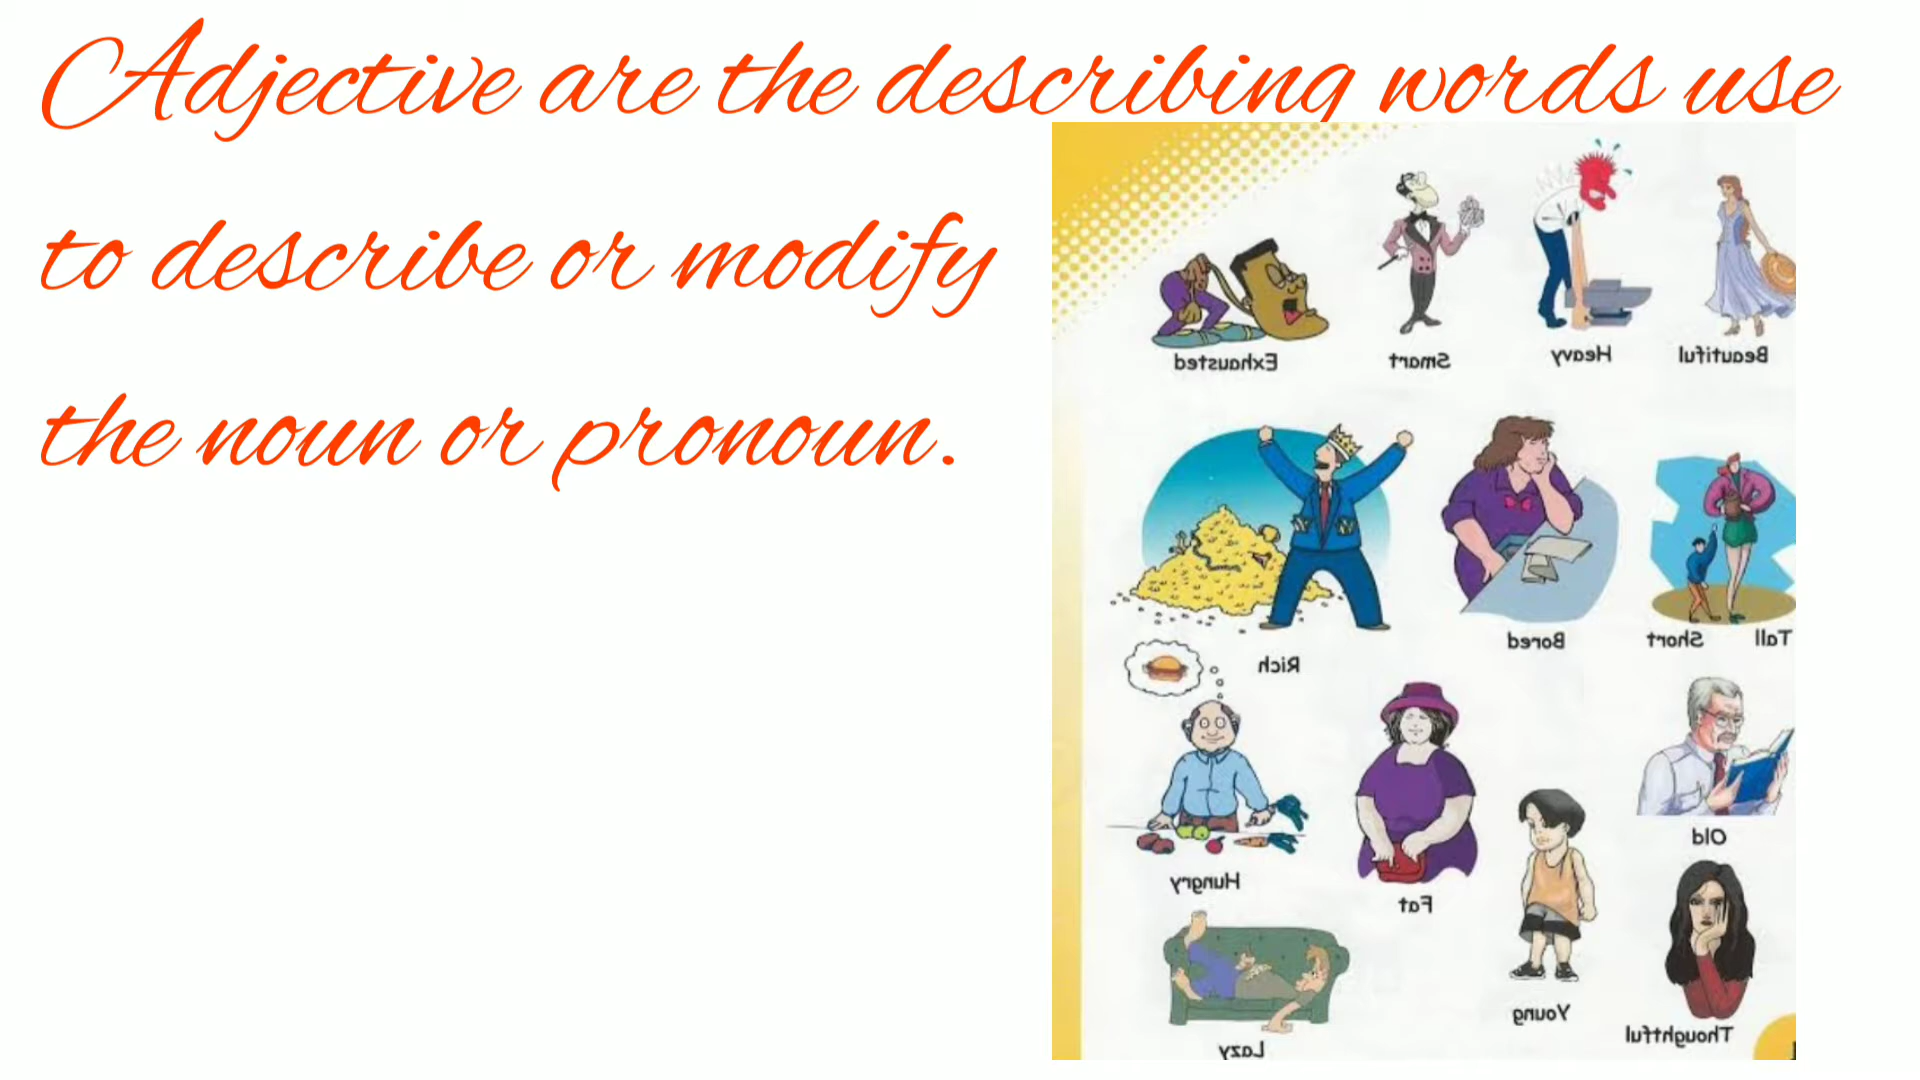 Adjective are the describing words use
to describe or modify
the noun or pronoun.
Exhausted
Smart
Heavy
Beautiful
Rich
Bored
Short
Tall
Hungry
Fat
Old
Lazy
Young
Thoughtful